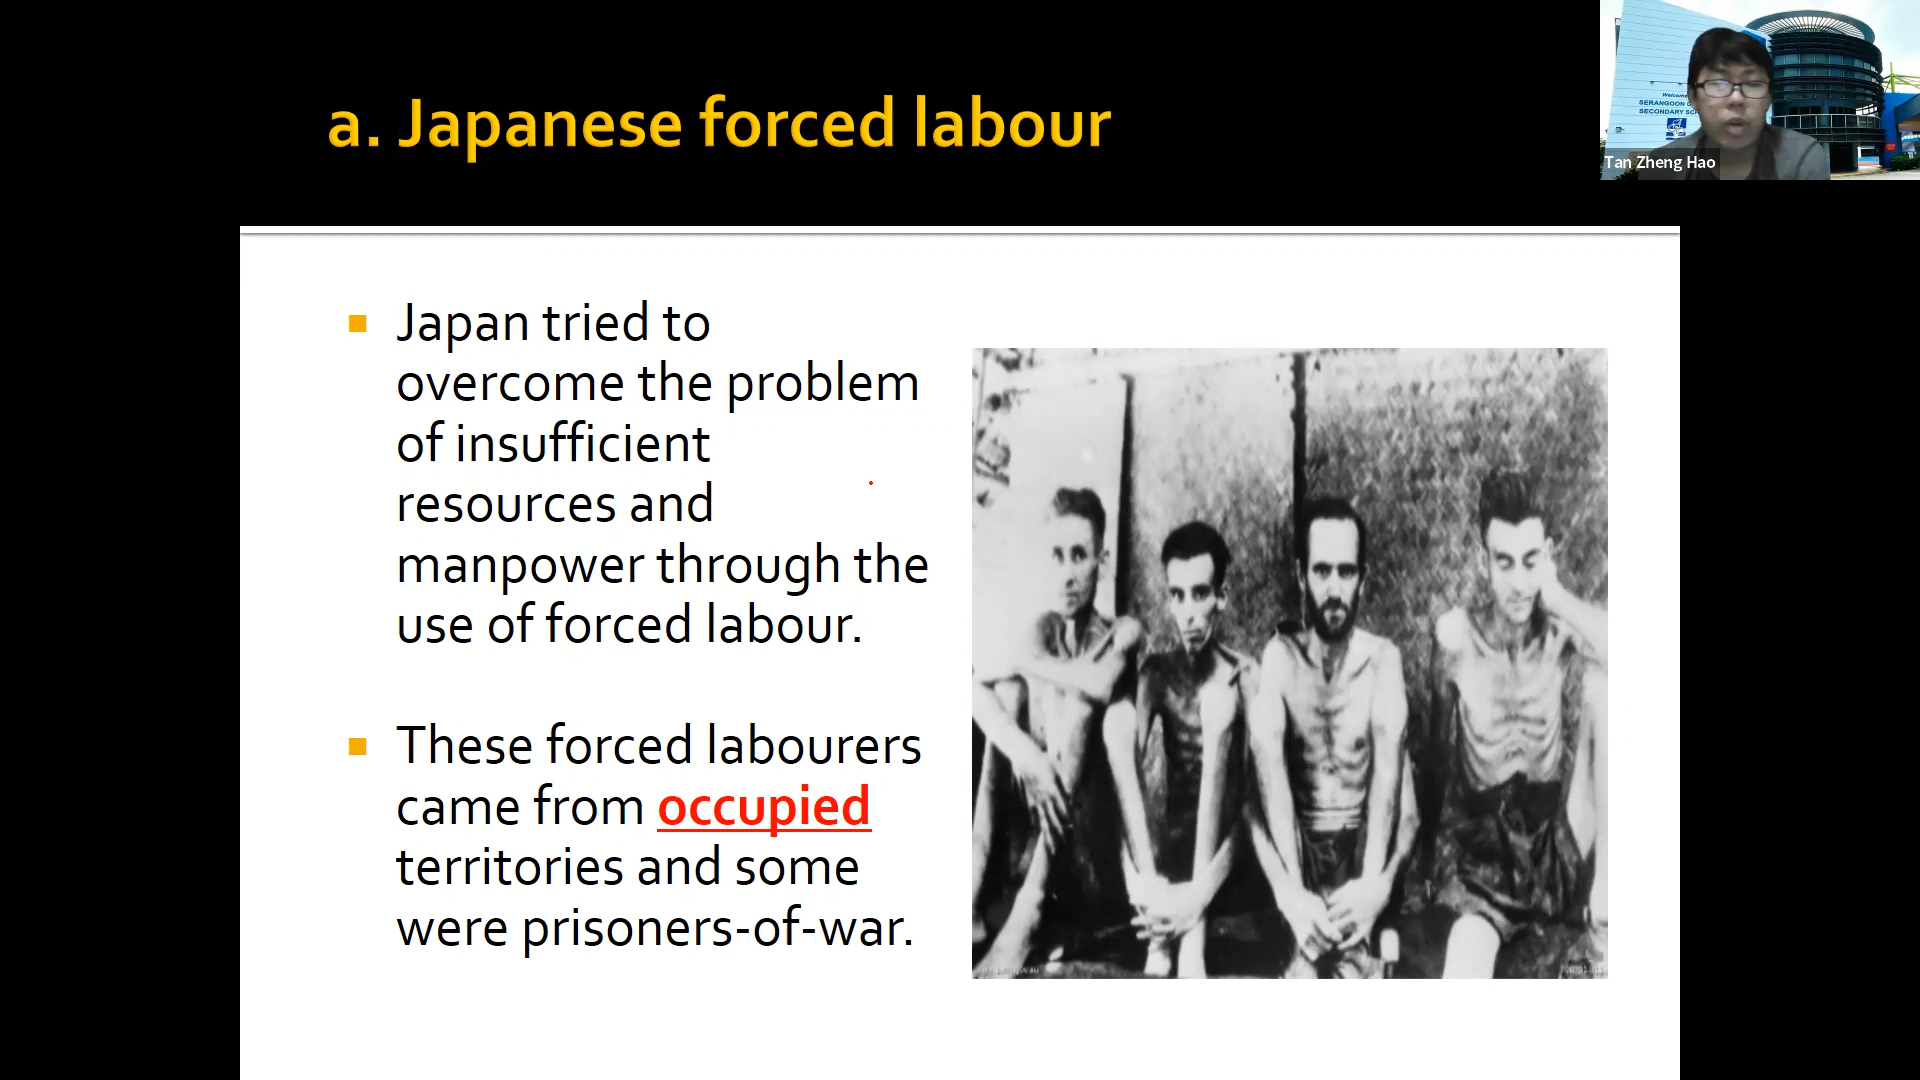 a. Japanese forced labour
Welcome
SERANGOON
SECONDARY
Tan Zheng Hao
Japan tried to
overcome the problem
of insufficient
resources and
manpower through the
use of forced labour.
These forced labourers
came from occupied
territories and some
were prisoners-of-war.